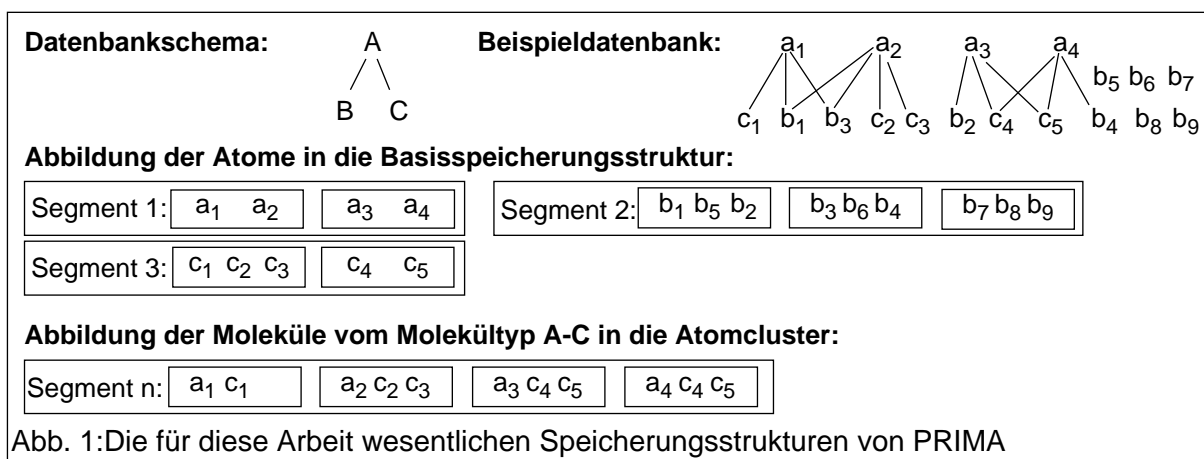 Datenbankschema: A Beispieldatenbank: a1 a2 a3 a4
b5 b6 b7
B C c1 b1 b3 c2 c3 b2 c4 c5 b4 b8 b9
Abbildung der Atome in die Basisspeicherungsstruktur:
Segment 1: a1 a2 a3 a4 Segment 2: b1 b5 b2 b3 b6 b4 b7 b8 b9
Segment 3: c1 c2 c3 c4 c5
Abbildung der Moleküle vom Molekültyp A-C in die Atomcluster:
Segment n: a1 c1 a2 c2 c3 a3 c4 c5 a4 c4 c5
Abb. 1:Die für diese Arbeit wesentlichen Speicherungsstrukturen von PRIMA